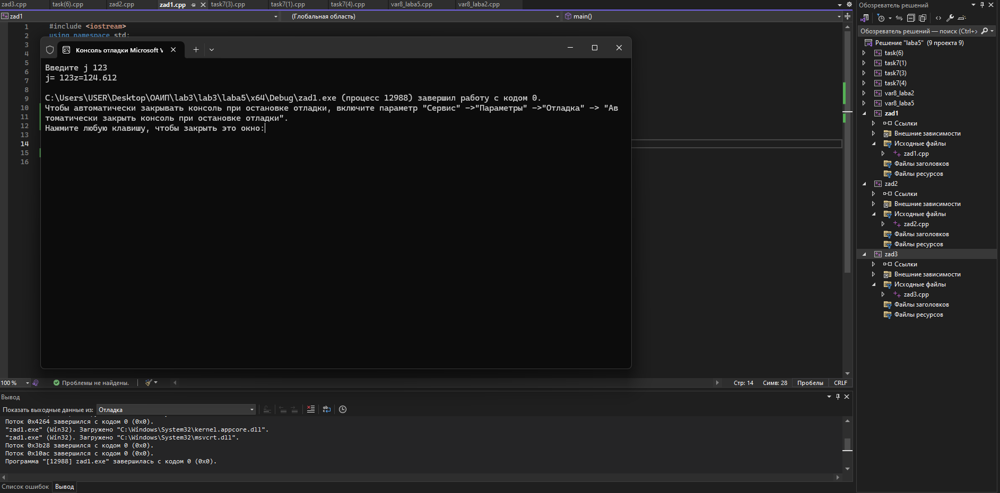 zad3.cpp task(6).cpp zad2.cpp zad1.cpp task7(3).cpp task7(1).cpp task7(4).cpp var8_laba5.cpp var8_laba2.cpp
zad1 (Глобальная область) main()
1 #include <iostream>
2 using namespace std;
3
4
5
6
7
8
9
10
11
12
13
14
15
16
Консоль отладки Microsoft V
Введите j 123
j= 123z=124.612
C:\Users\USER\Desktop\ОАИП\lab3\lab3\laba5\x64\Debug\zad1.exe (процесс 12988) завершил работу с кодом 0.
Чтобы автоматически закрывать консоль при остановке отладки, включите параметр "Сервис" ->"Параметры" ->"Отладка" -> "Ав
томатически закрыть консоль при остановке отладки".
Нажмите любую клавишу, чтобы закрыть это окно:
100 % Проблемы не найдены. Стр: 14 Симв: 28 Пробелы CRLF
Вывод
Показать выходные данные из: Отладка
Поток 0x4264 завершился с кодом 0 (0x0).
"zad1.exe" (Win32). Загружено "C:\Windows\System32\kernel.appcore.dll".
"zad1.exe" (Win32). Загружено "C:\Windows\System32\msvcrt.dll".
Поток 0x3b28 завершился с кодом 0 (0x0).
Поток 0x10ac завершился с кодом 0 (0x0).
Программа "[12988] zad1.exe" завершилась с кодом 0 (0x0).
Список ошибок Вывод
Обозреватель решений
Обозреватель решений — поиск (Ctrl+>
Решение "laba5" (9 проекта 9)
task(6)
task7(1)
task7(3)
task7(4)
var8_laba2
var8_laba5
zad1
Ссылки
Внешние зависимости
Исходные файлы
zad1.cpp
Файлы заголовков
Файлы ресурсов
zad2
Ссылки
Внешние зависимости
Исходные файлы
zad2.cpp
Файлы заголовков
Файлы ресурсов
zad3
Ссылки
Внешние зависимости
Исходные файлы
zad3.cpp
Файлы заголовков
Файлы ресурсов